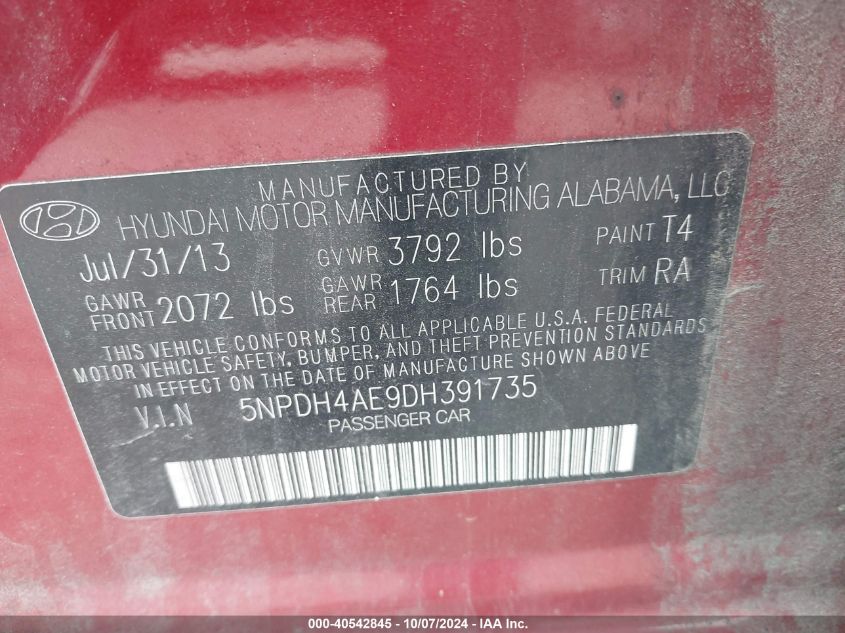 MANUFACTURED BY
HYUNDAI MOTOR MANUFACTURING ALABAMA, LLC
Jul/31/13 GVWR 3792 lbs PAINT T4
GAWR FRONT 2072 lbs GAWR REAR 1764 lbs TRIM RA
THIS VEHICLE CONFORMS TO ALL APPLICABLE U.S.A. FEDERAL
MOTOR VEHICLE SAFETY, BUMPER, AND THEFT PREVENTION STANDARDS
IN EFFECT ON THE DATE OF MANUFACTURE SHOWN ABOVE
V.I.N 5NPDH4AE9DH391735
PASSENGER CAR
000-40542845 - 10/07/2024 - IAA Inc.